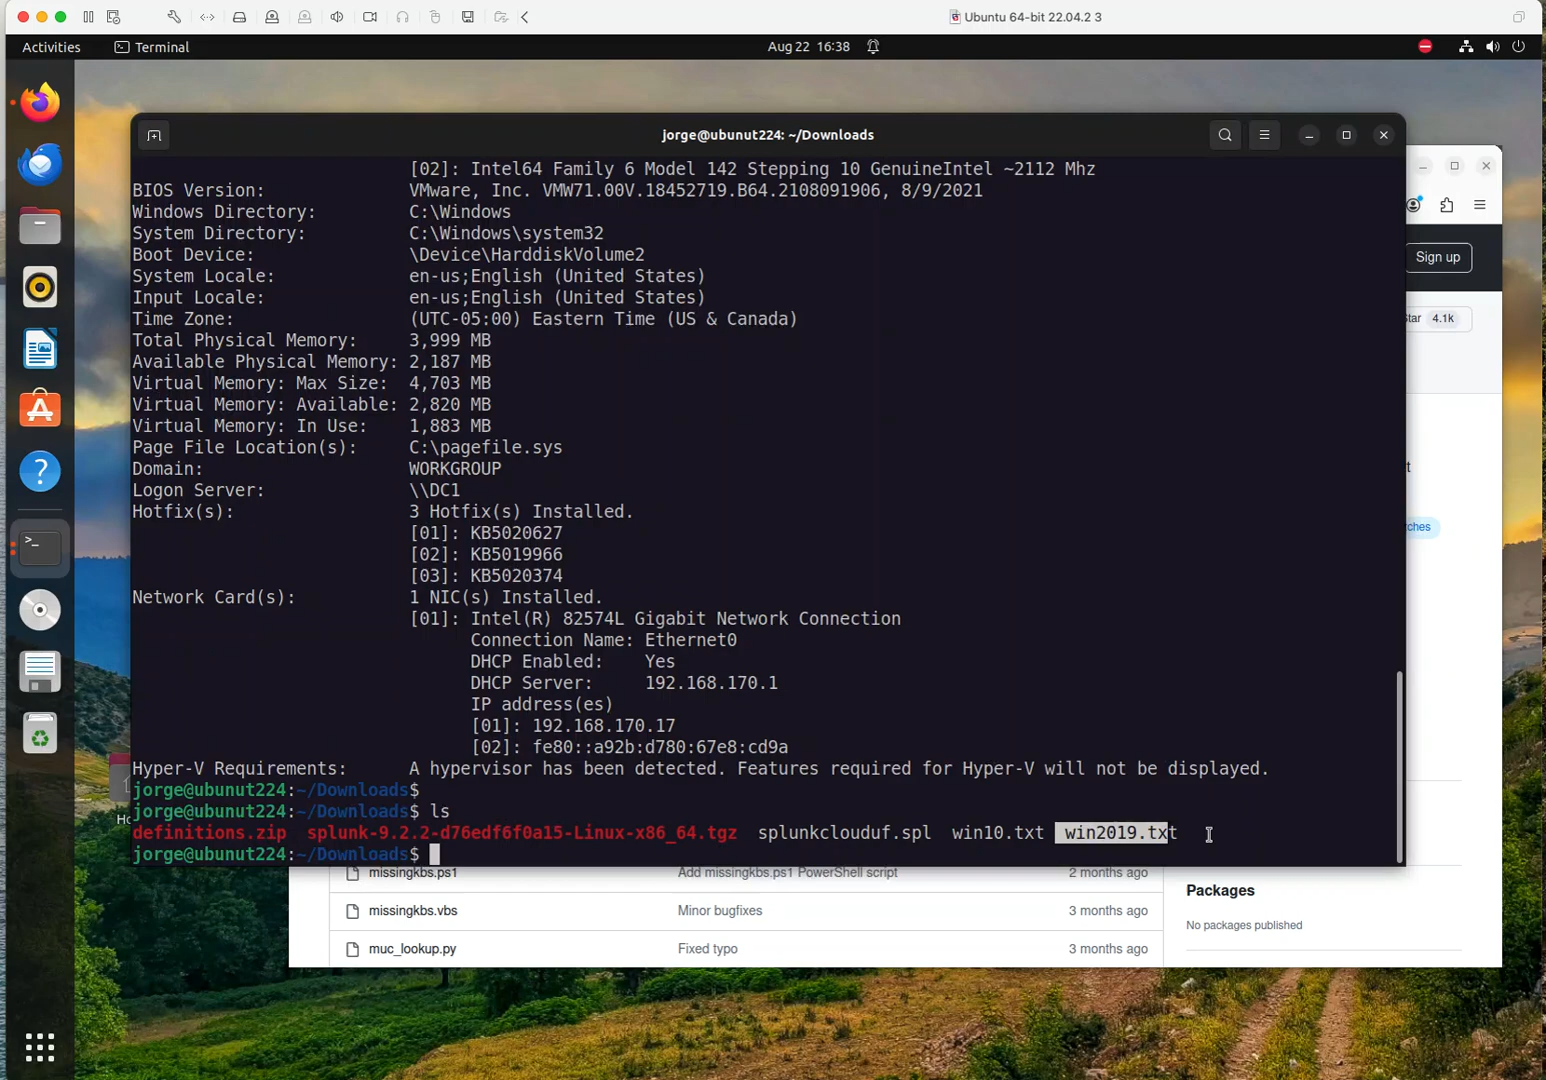 Ubuntu 64-bit 22.04.2 3
Activities
Terminal
Aug 22 16:38
jorge@ubunut224: ~/Downloads
[02]: Intel64 Family 6 Model 142 Stepping 10 GenuineIntel ~2112 Mhz
BIOS Version: VMware, Inc. VMW71.00V.18452719.B64.2108091906, 8/9/2021
Windows Directory: C:\Windows
System Directory: C:\Windows\system32
Boot Device: \Device\HarddiskVolume2
System Locale: en-us;English (United States)
Input Locale: en-us;English (United States)
Time Zone: (UTC-05:00) Eastern Time (US & Canada)
Total Physical Memory: 3,999 MB
Available Physical Memory: 2,187 MB
Virtual Memory: Max Size: 4,703 MB
Virtual Memory: Available: 2,820 MB
Virtual Memory: In Use: 1,883 MB
Page File Location(s): C:\pagefile.sys
Domain: WORKGROUP
Logon Server: \\DC1
Hotfix(s): 3 Hotfix(s) Installed.
[01]: KB5020627
[02]: KB5019966
[03]: KB5020374
Network Card(s): 1 NIC(s) Installed.
[01]: Intel(R) 82574L Gigabit Network Connection
Connection Name: Ethernet0
DHCP Enabled: Yes
DHCP Server: 192.168.170.1
IP address(es)
[01]: 192.168.170.17
[02]: fe80::a92b:d780:67e8:cd9a
Hyper-V Requirements: A hypervisor has been detected. Features required for Hyper-V will not be displayed.
jorge@ubunut224:~/Downloads$
jorge@ubunut224:~/Downloads$ ls
definitions.zip splunk-9.2.2-d76edf6f0a15-Linux-x86_64.tgz splunkclouduf.spl win10.txt win2019.txt
jorge@ubunut224:~/Downloads$
Sign up
Star 4.1k
t
ches
Ho
missingkbs.ps1 Add missingkbs.ps1 PowerShell script 2 months ago
missingkbs.vbs Minor bugfixes 3 months ago
muc_lookup.py Fixed typo 3 months ago
Packages
No packages published